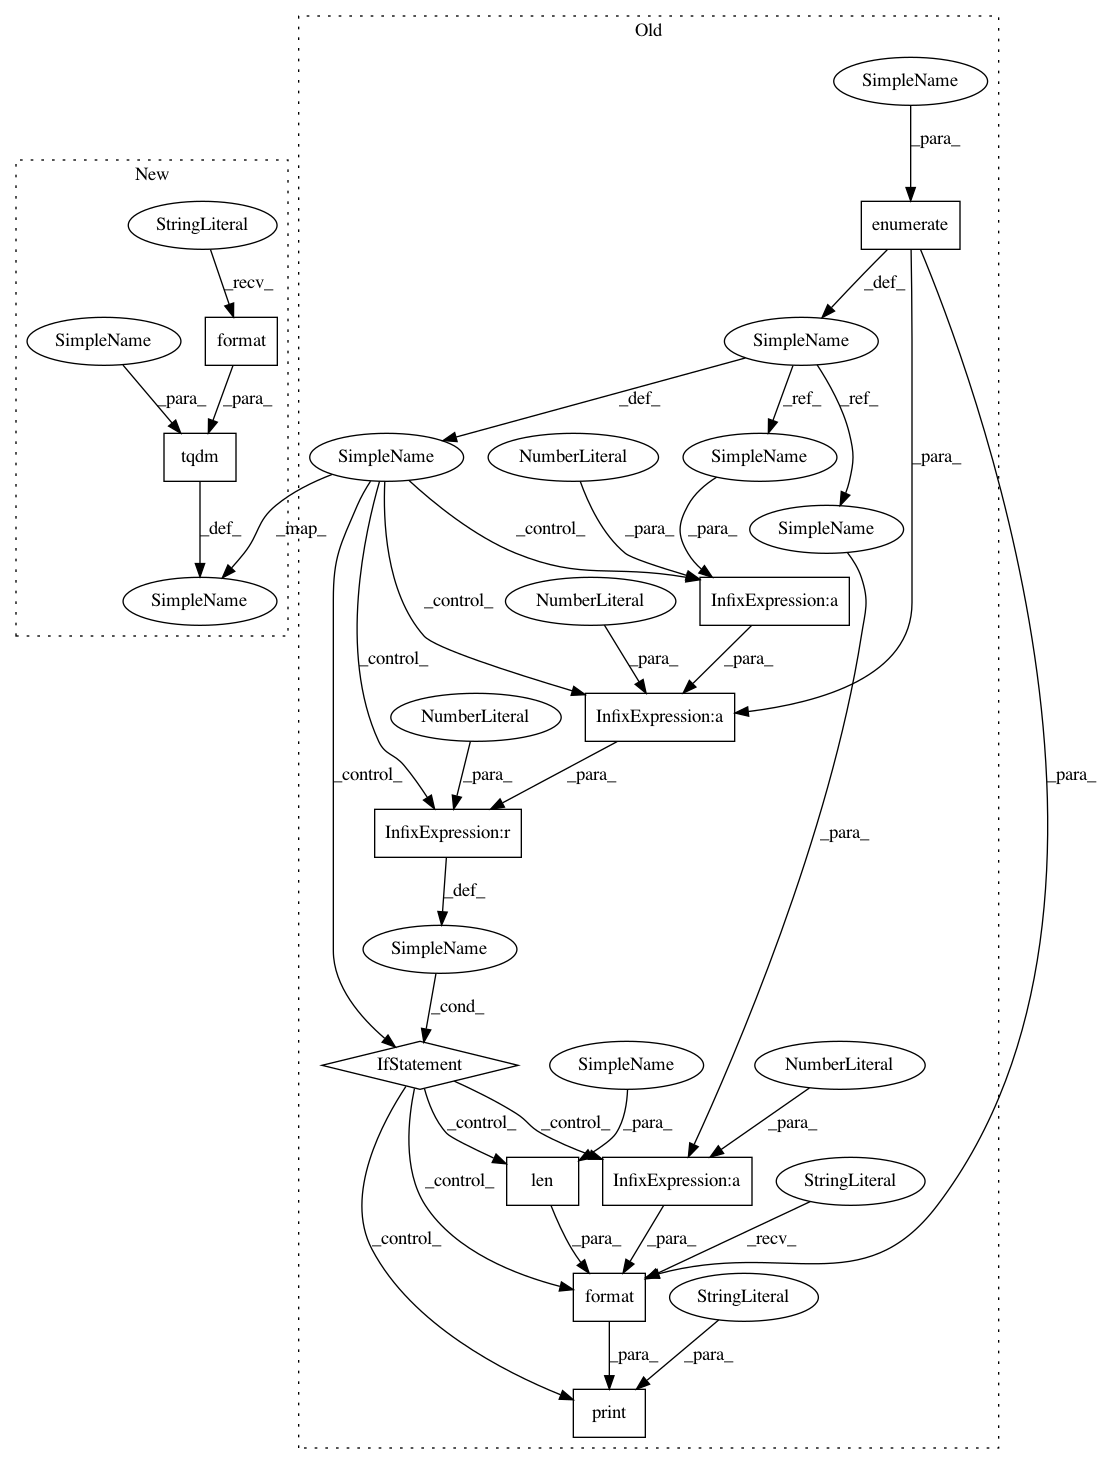 Old
SimpleName
_para_
New
StringLiteral
enumerate
_recv_
_def_
SimpleName
format
SimpleName
_para_
_para_
_def_
_ref_
_ref_
tqdm
SimpleName
NumberLiteral
SimpleName
_para_
_def_
_map_
_control_
_para_
_para_
SimpleName
SimpleName
NumberLiteral
InfixExpression:a
_control_
_control_
_para_
_para_
NumberLiteral
InfixExpression:a
_control_
_para_
_para_
_para_
InfixExpression:r
_para_
_def_
SimpleName
_cond_
IfStatement
SimpleName
NumberLiteral
_control_
_control_
_para_
_para_
len
InfixExpression:a
StringLiteral
_control_
_control_
_para_
_para_
_recv_
format
StringLiteral
_para_
_para_
print